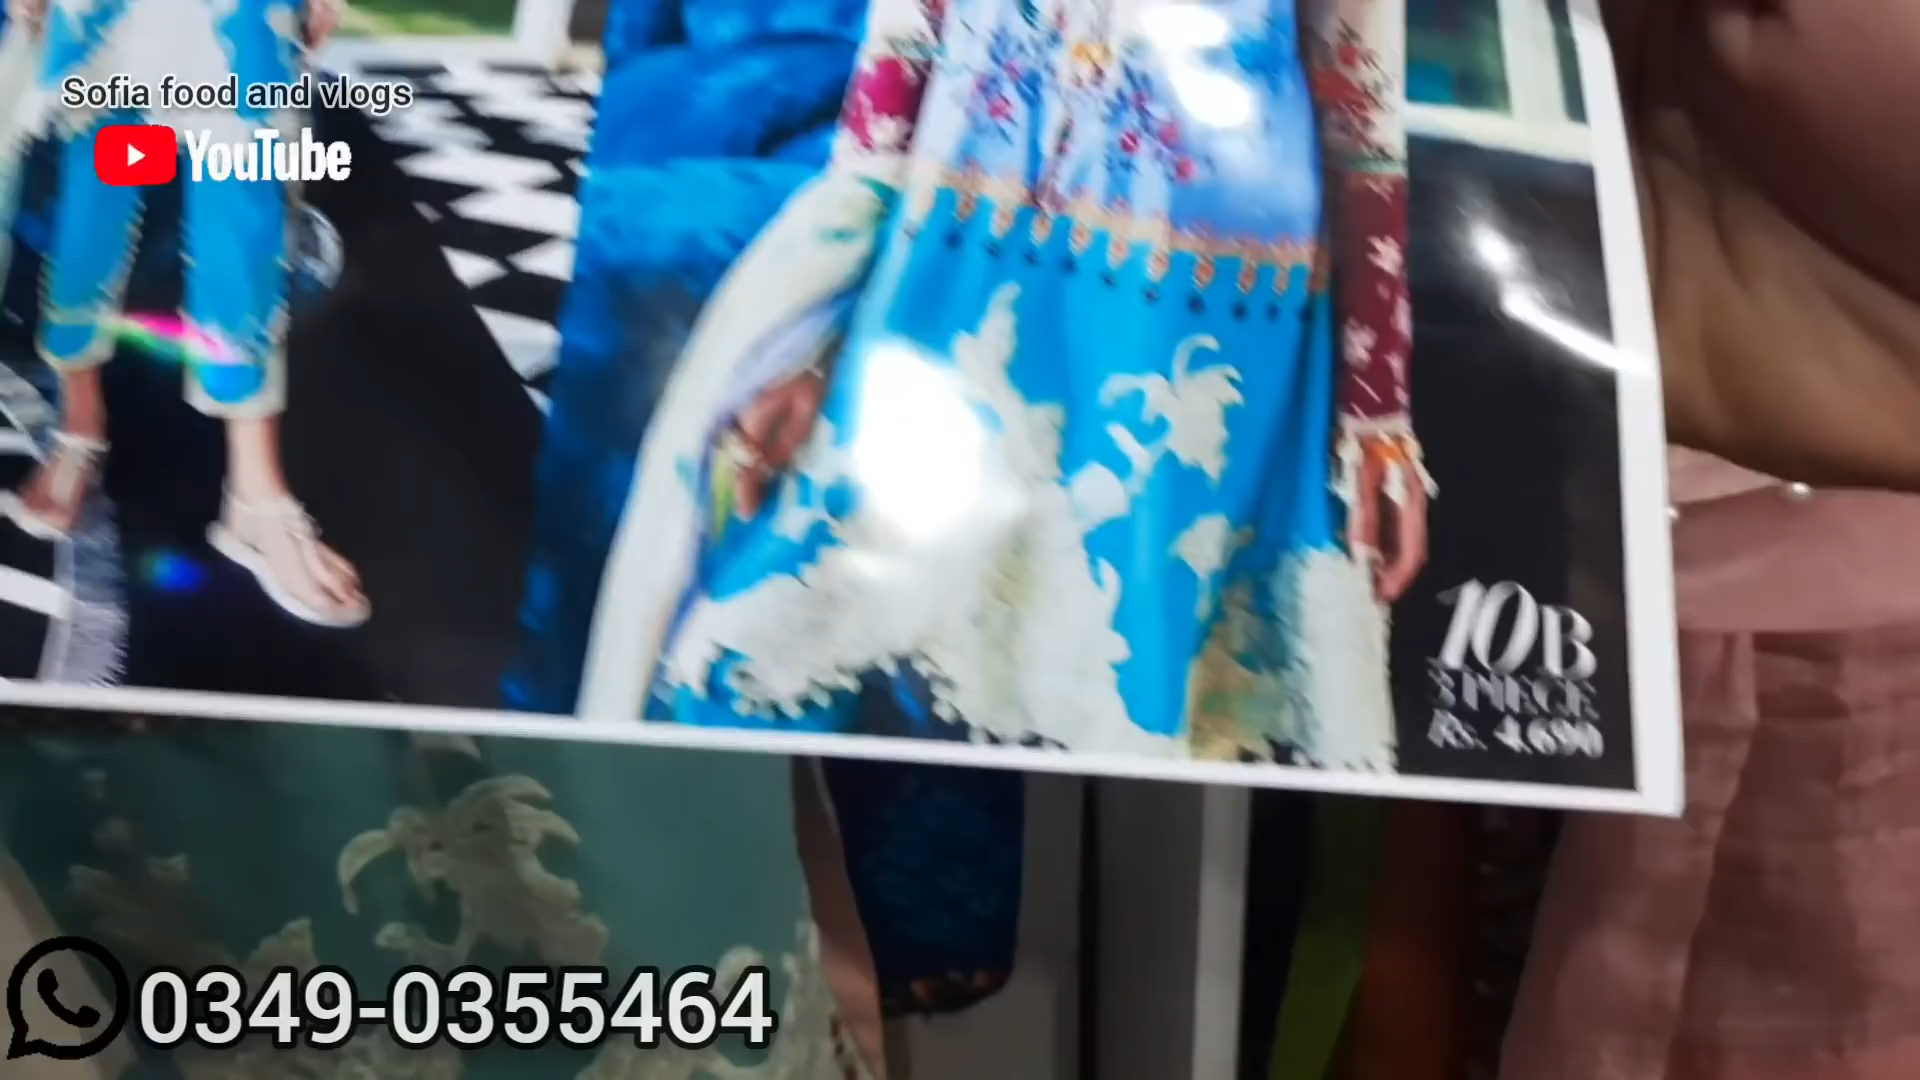 Sofia food and vlogs
YouTube
10B
3 PIECE
Rs. 4,690
0349-0355464